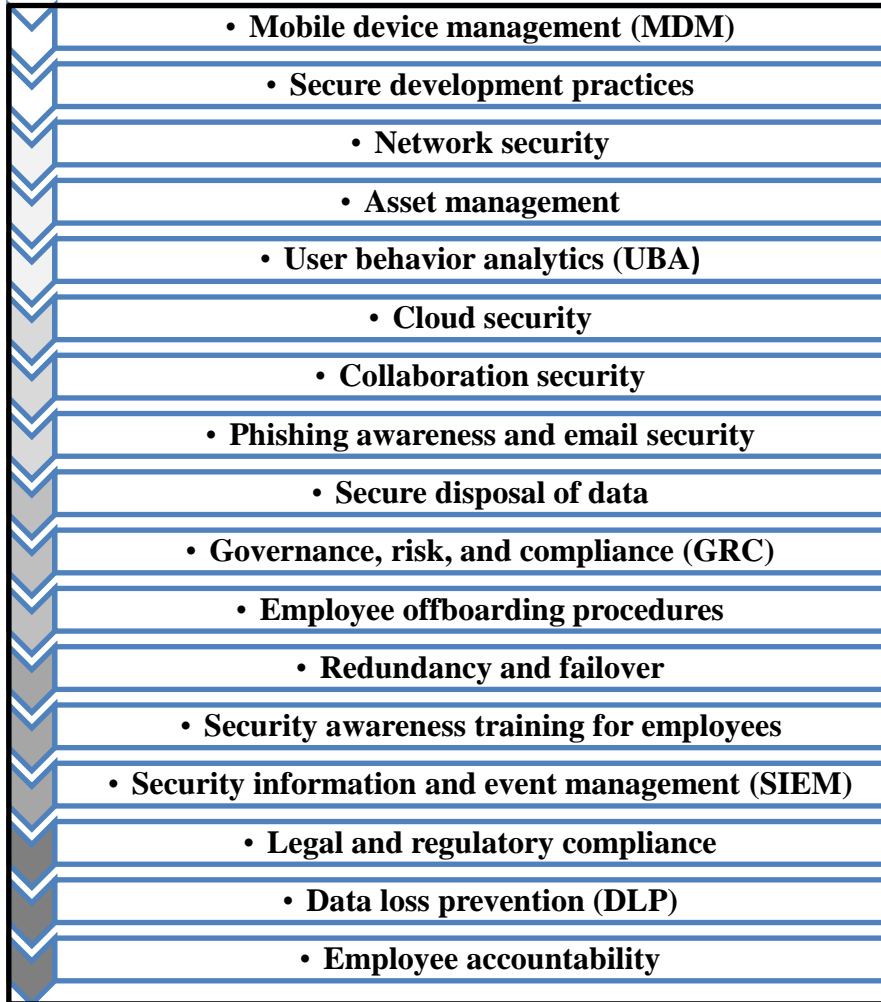 • Mobile device management (MDM)
• Secure development practices
• Network security
• Asset management
• User behavior analytics (UBA)
• Cloud security
• Collaboration security
• Phishing awareness and email security
• Secure disposal of data
• Governance, risk, and compliance (GRC)
• Employee offboarding procedures
• Redundancy and failover
• Security awareness training for employees
• Security information and event management (SIEM)
• Legal and regulatory compliance
• Data loss prevention (DLP)
• Employee accountability